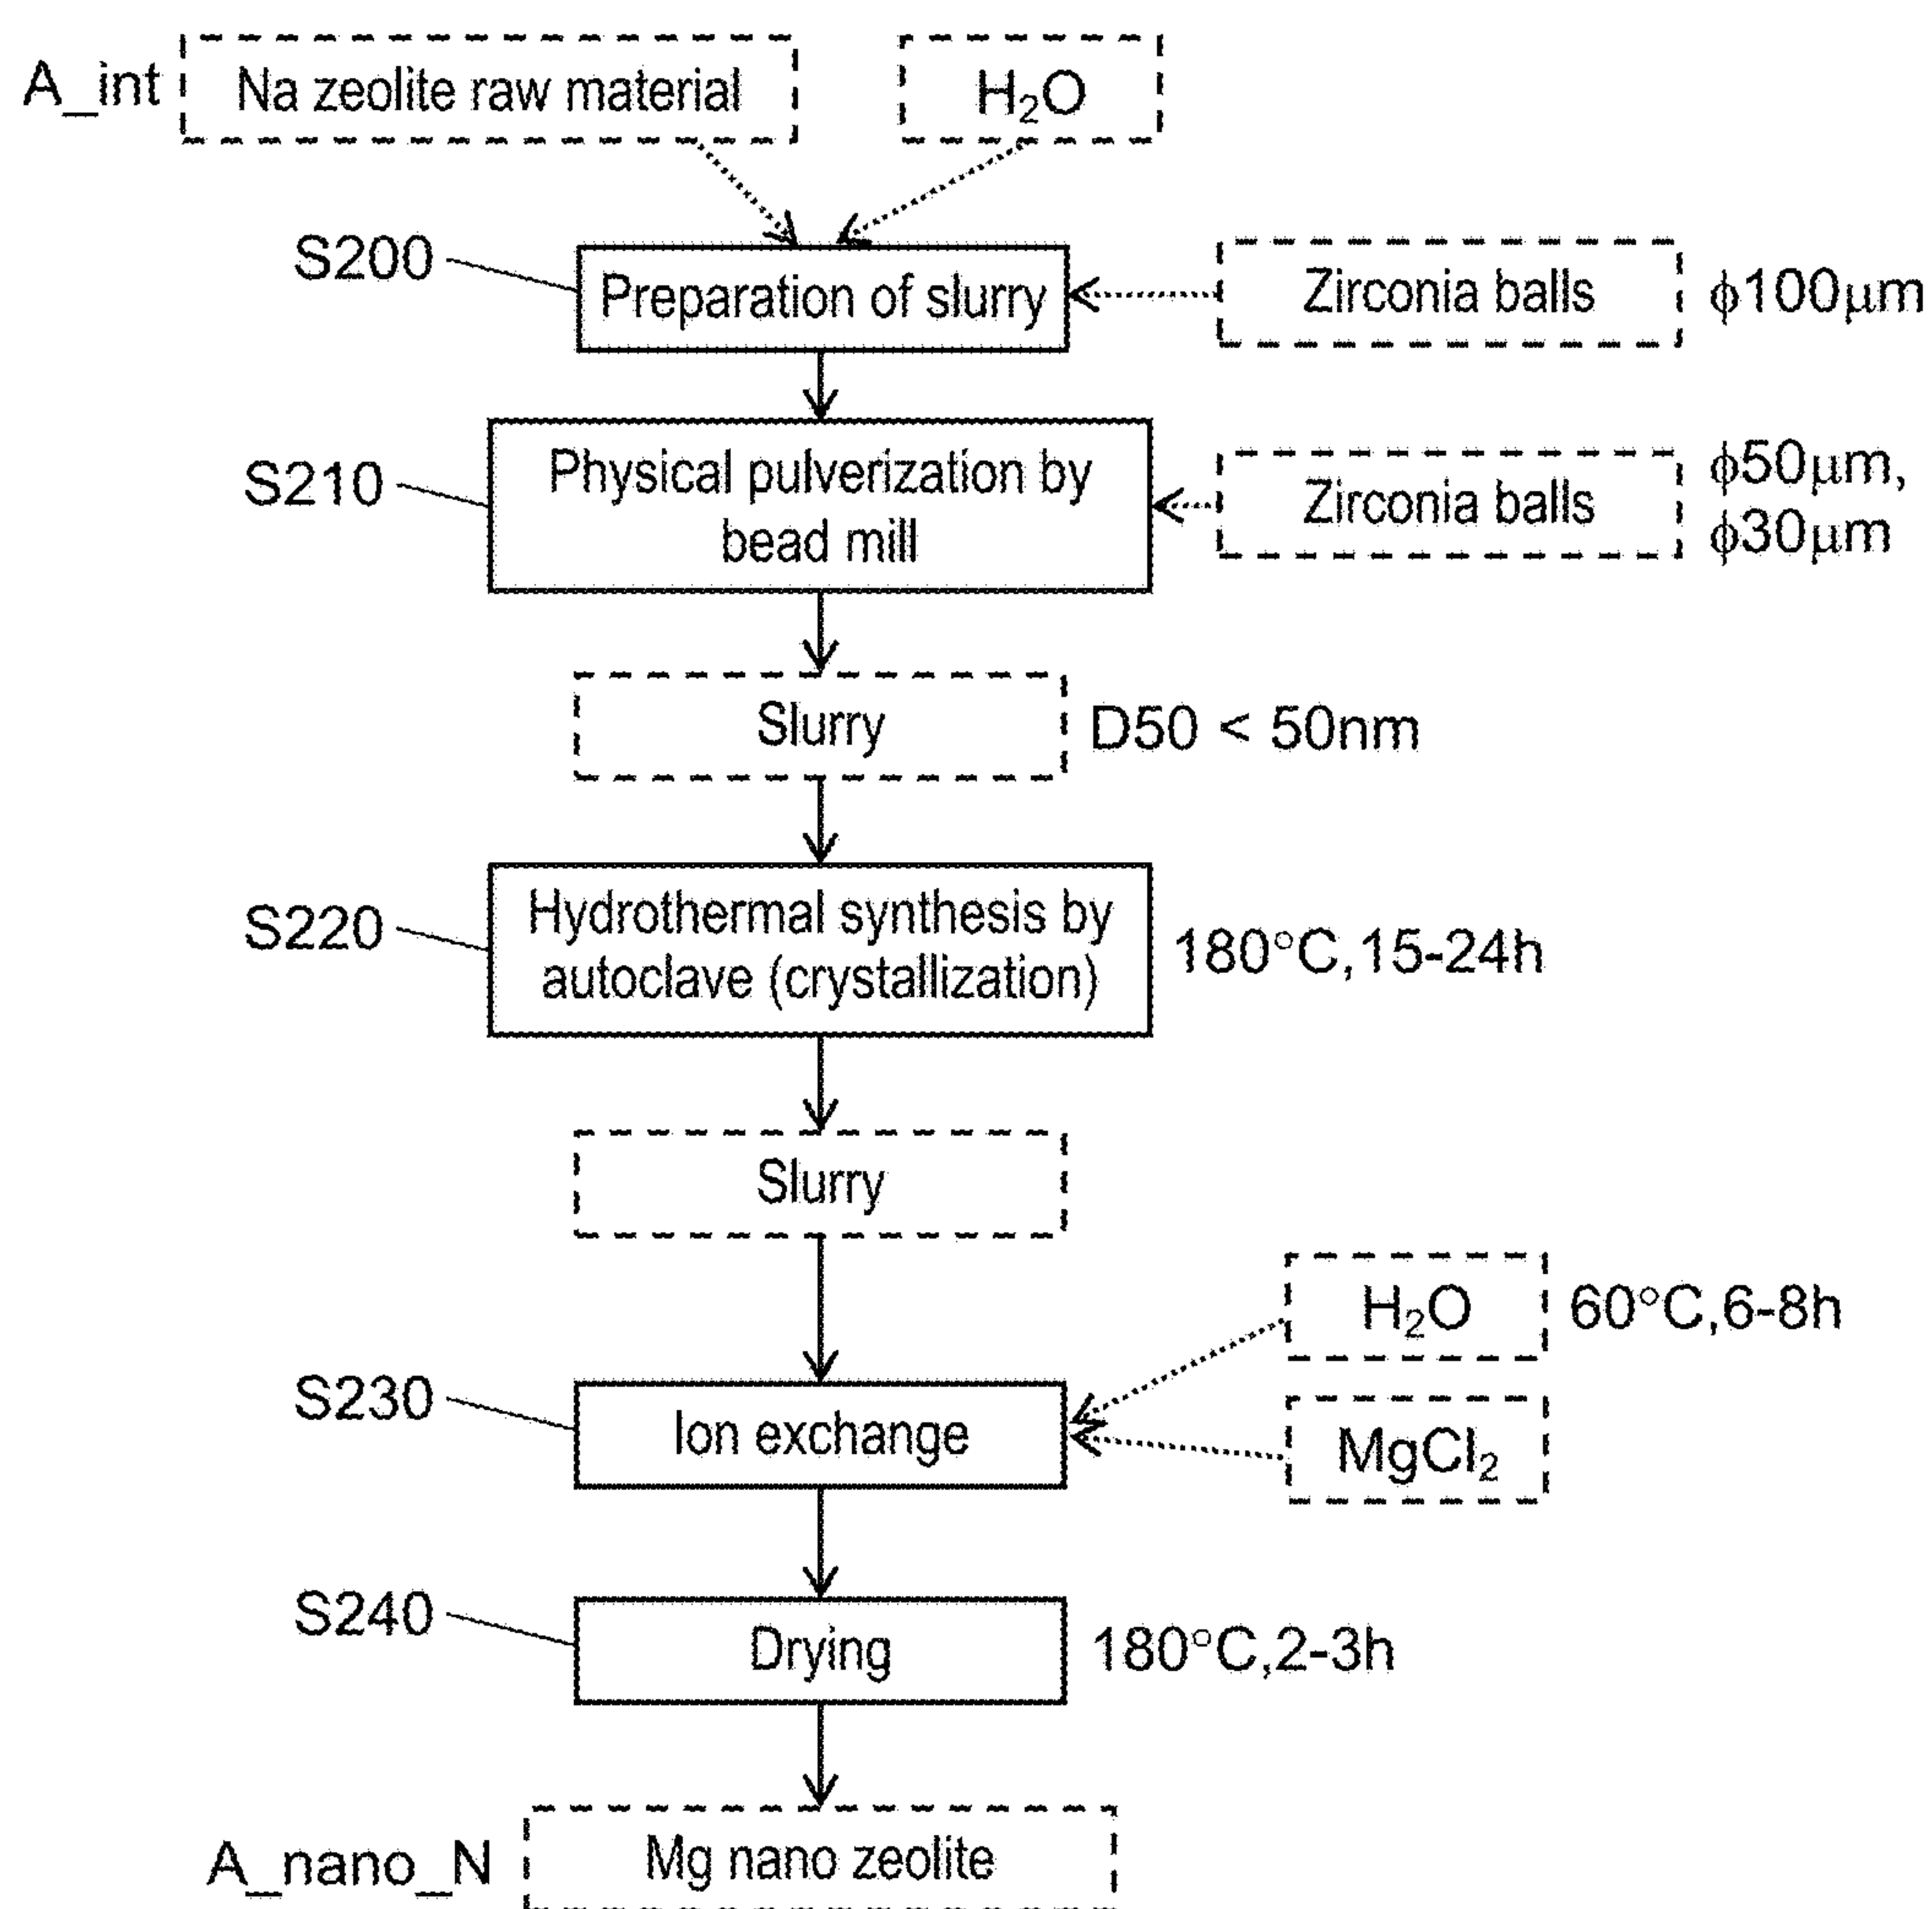 A_int
Na zeolite raw material
H₂O
S200
Preparation of slurry
Zirconia balls
ϕ100μm
S210
Physical pulverization by
bead mill
Zirconia balls
ϕ50μm,
ϕ30μm
Slurry
D50 < 50nm
S220
Hydrothermal synthesis by
autoclave (crystallization)
180°C,15-24h
Slurry
H₂O
60°C,6-8h
S230
Ion exchange
MgCl₂
S240
Drying
180°C,2-3h
A_nano_N
Mg nano zeolite